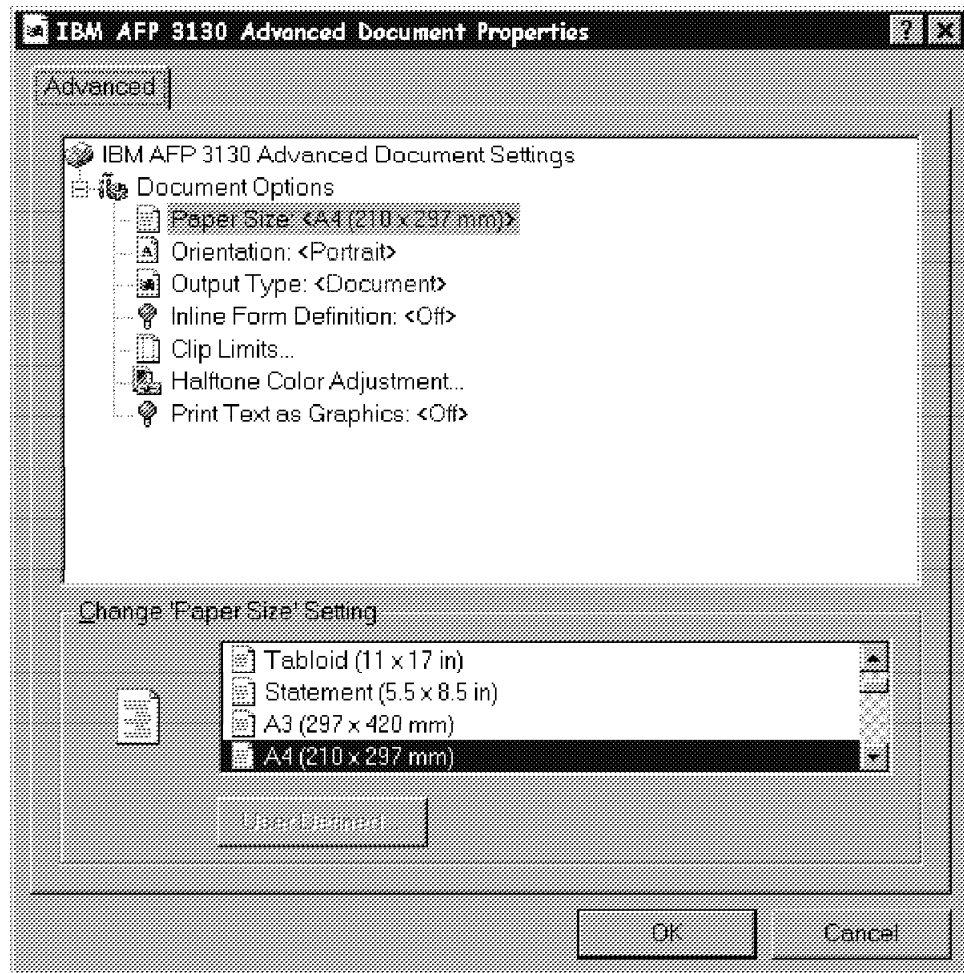 IBM AFP 3130 Advanced Document Properties
Advanced
IBM AFP 3130 Advanced Document Settings
Document Options
Paper Size: <A4 (210 x 297 mm)>
Orientation: <Portrait>
Output Type: <Document>
Inline Form Definition: <Off>
Clip Limits...
Halftone Color Adjustment...
Print Text as Graphics: <Off>
Change 'Paper Size' Setting
Tabloid (11 x 17 in)
Statement (5.5 x 8.5 in)
A3 (297 x 420 mm)
A4 (210 x 297 mm)
User Defined...
OK
Cancel